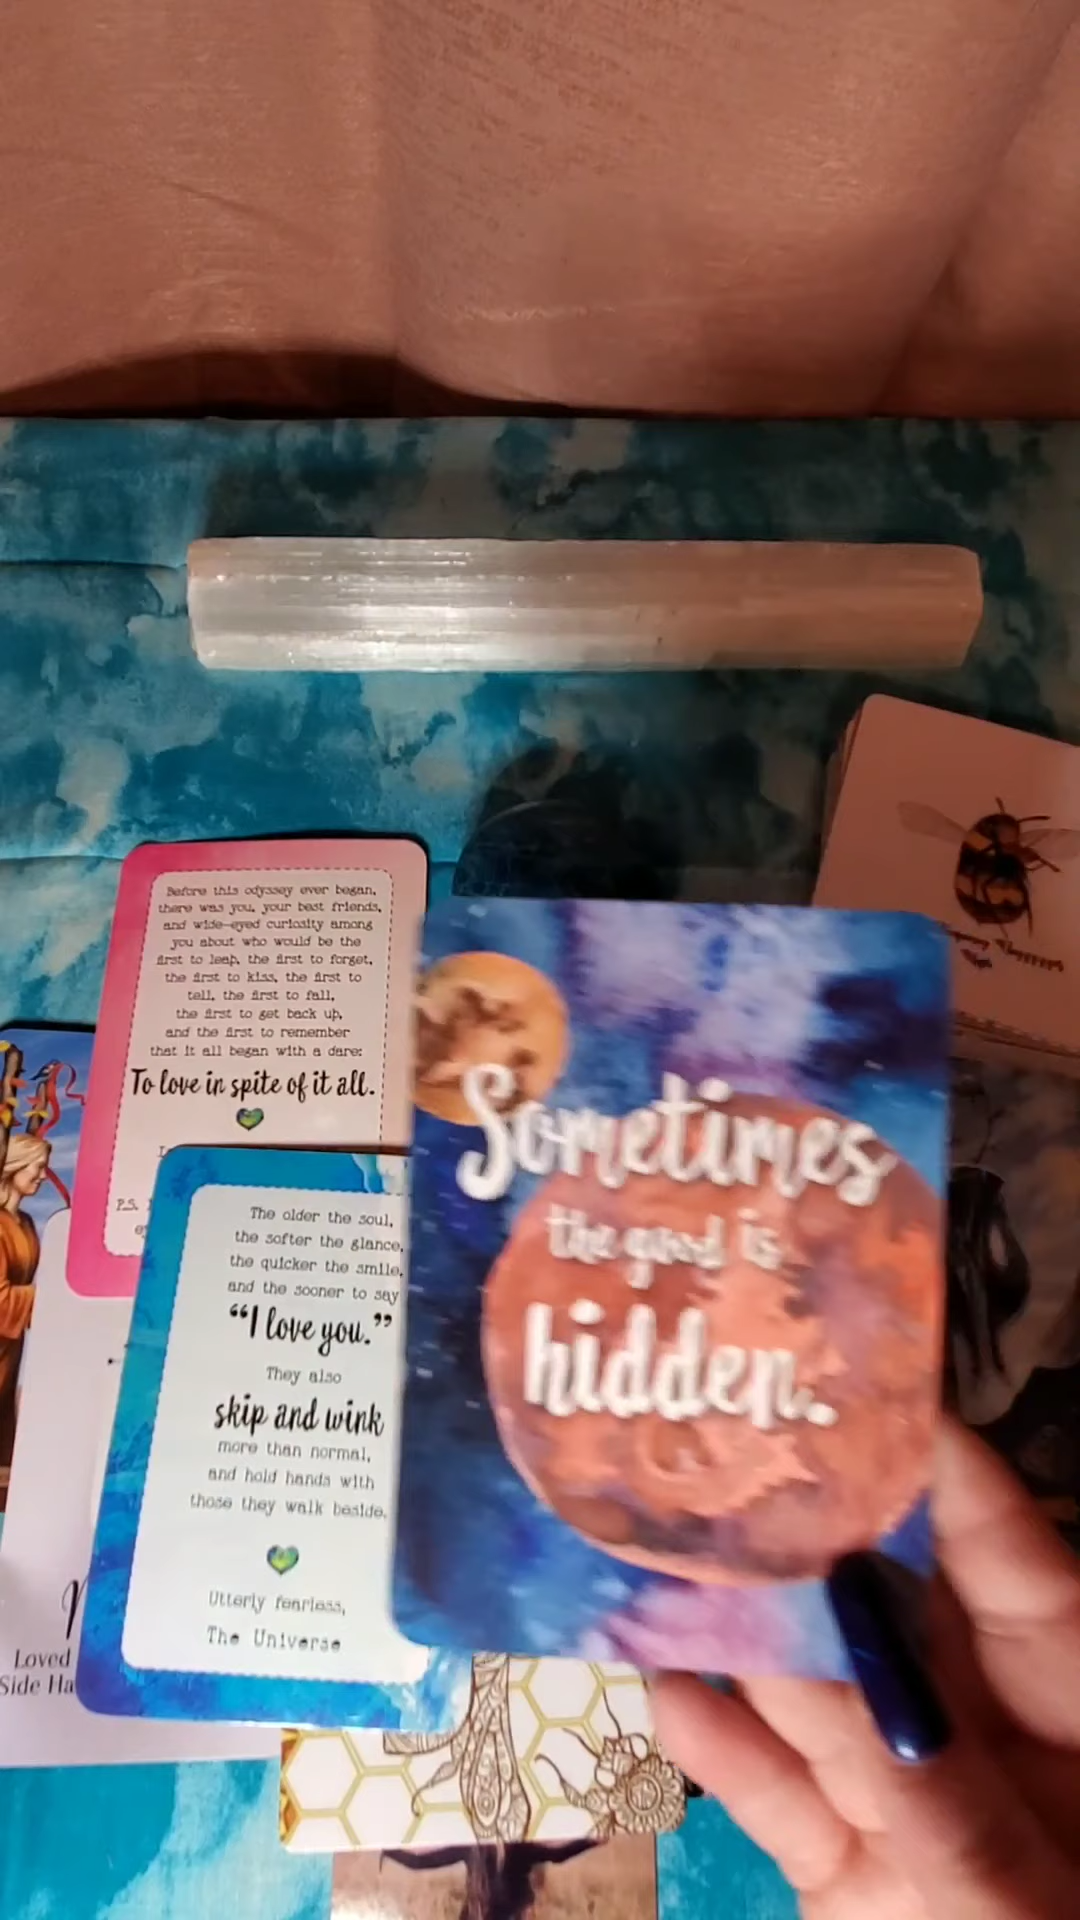 Before this odyssey ever began,
there was you, your best friends,
and wide-eyed curiosity among
you about who would be the
first to leap, the first to forget,
the first to kiss, the first to
tell, the first to fall,
the first to get back up,
and the first to remember
that it all began with a dare:
To love in spite of it all.
P.S.
The older the soul,
the softer the glance,
the quicker the smile,
and the sooner to say
“I love you.”
They also
skip and wink
more than normal,
and hold hands with
those they walk beside.
Utterly fearless,
The Universe
Sometimes
the good is
hidden.
Loved
Side